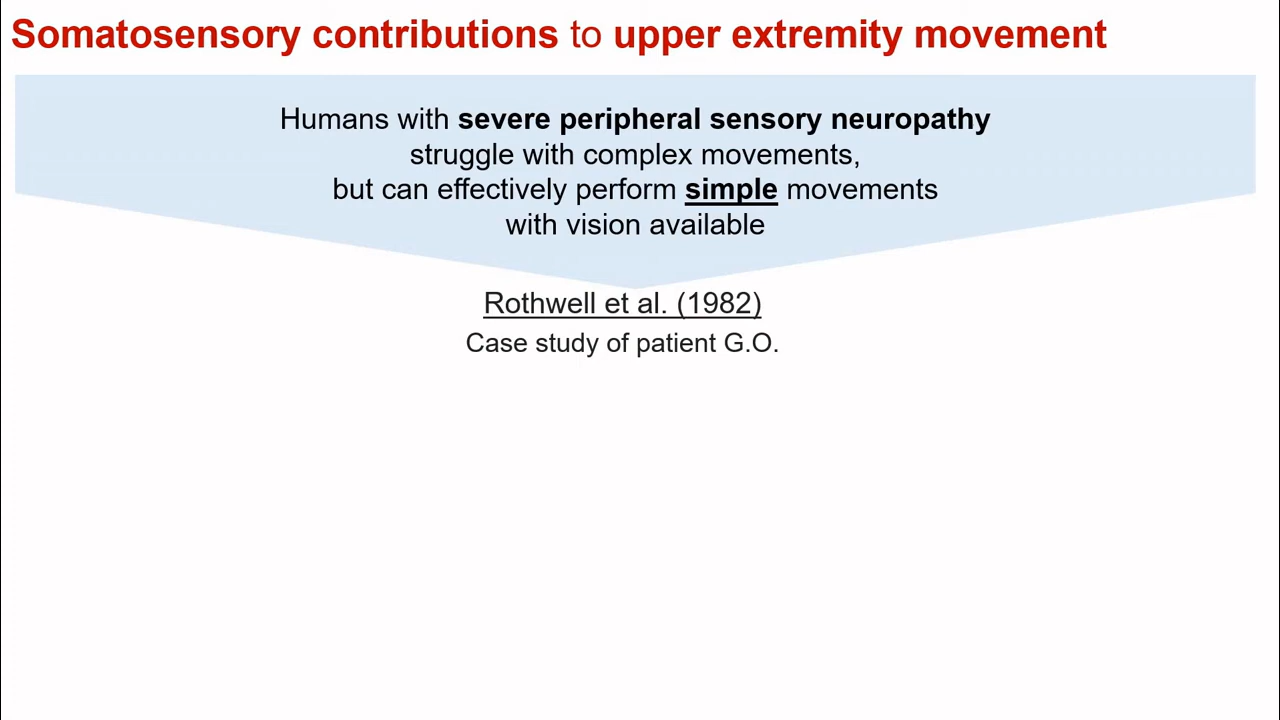 Somatosensory contributions to upper extremity movement
Humans with severe peripheral sensory neuropathy
struggle with complex movements,
but can effectively perform simple movements
with vision available
Rothwell et al. (1982)
Case study of patient G.O.